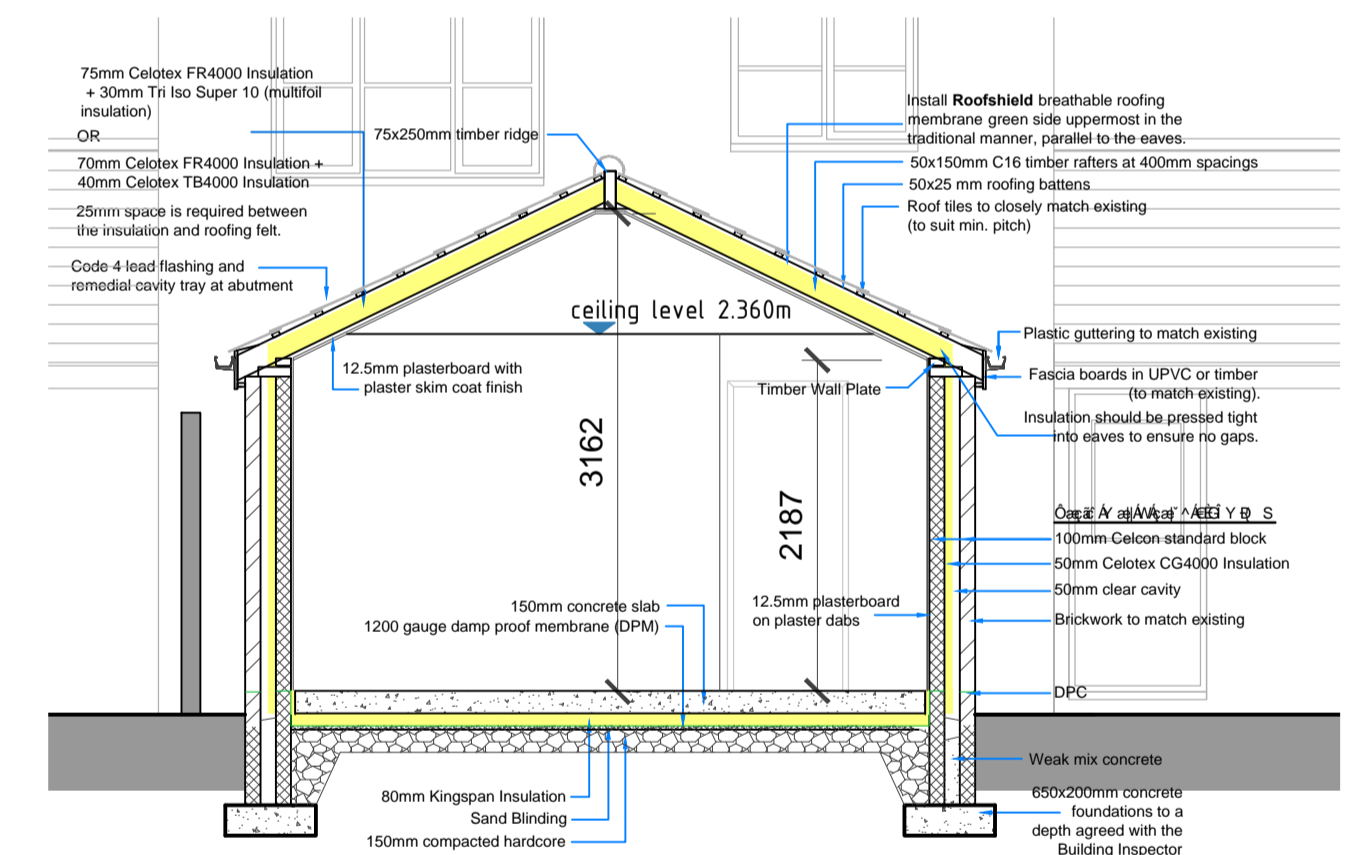 75mm Celotex FR4000 Insulation
+ 30mm Tri Iso Super 10 (multifoil
insulation)
OR
70mm Celotex FR4000 Insulation +
40mm Celotex TB4000 Insulation
25mm space is required between
the insulation and roofing felt.
Code 4 lead flashing and
remedial cavity tray at abutment
75x250mm timber ridge
Install Roofshield breathable roofing
membrane green side uppermost in the
traditional manner, parallel to the eaves.
50x150mm C16 timber rafters at 400mm spacings
50x25 mm roofing battens
Roof tiles to closely match existing
(to suit min. pitch)
ceiling level 2.360m
12.5mm plasterboard with
plaster skim coat finish
Timber Wall Plate
Plastic guttering to match existing
Fascia boards in UPVC or timber
(to match existing).
Insulation should be pressed tight
into eaves to ensure no gaps.
3162
2187
100mm Celcon standard block
50mm Celotex CG4000 Insulation
50mm clear cavity
Brickwork to match existing
DPC
12.5mm plasterboard
on plaster dabs
150mm concrete slab
1200 gauge damp proof membrane (DPM)
Weak mix concrete
650x200mm concrete
foundations to a
depth agreed with the
Building Inspector
80mm Kingspan Insulation
Sand Blinding
150mm compacted hardcore